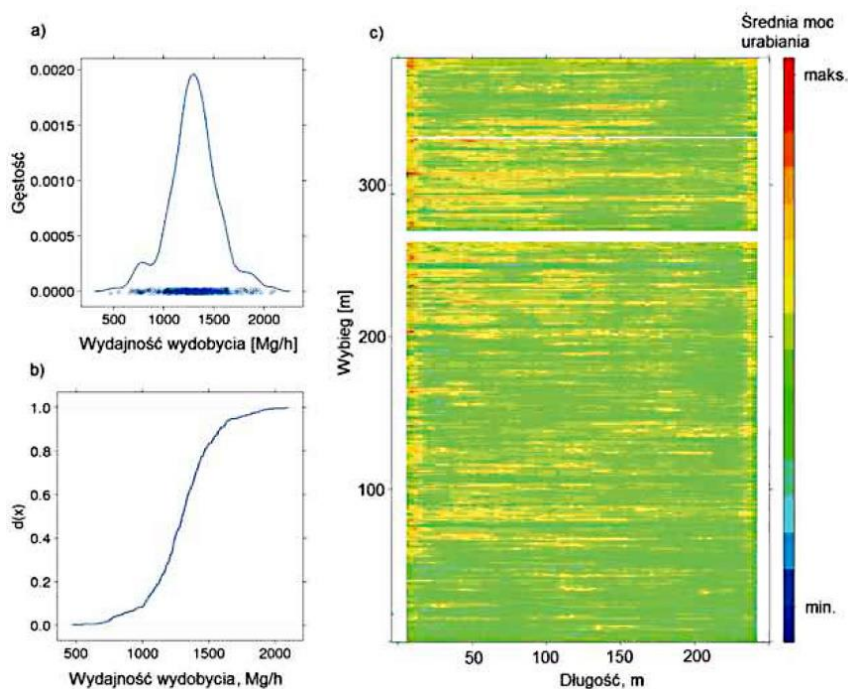 a)
0.0020
0.0015
0.0010
0.0005
0.0000
Gęstość
500 1000 1500 2000
Wydajność wydobycia [Mg/h]
b)
1.0
0.8
0.6
0.4
0.2
0.0
d(x)
500 1000 1500 2000
Wydajność wydobycia, Mg/h
c)
300
200
100
Wybieg [m]
50 100 150 200
Długość, m
Średnia moc
urabiania
maks.
min.